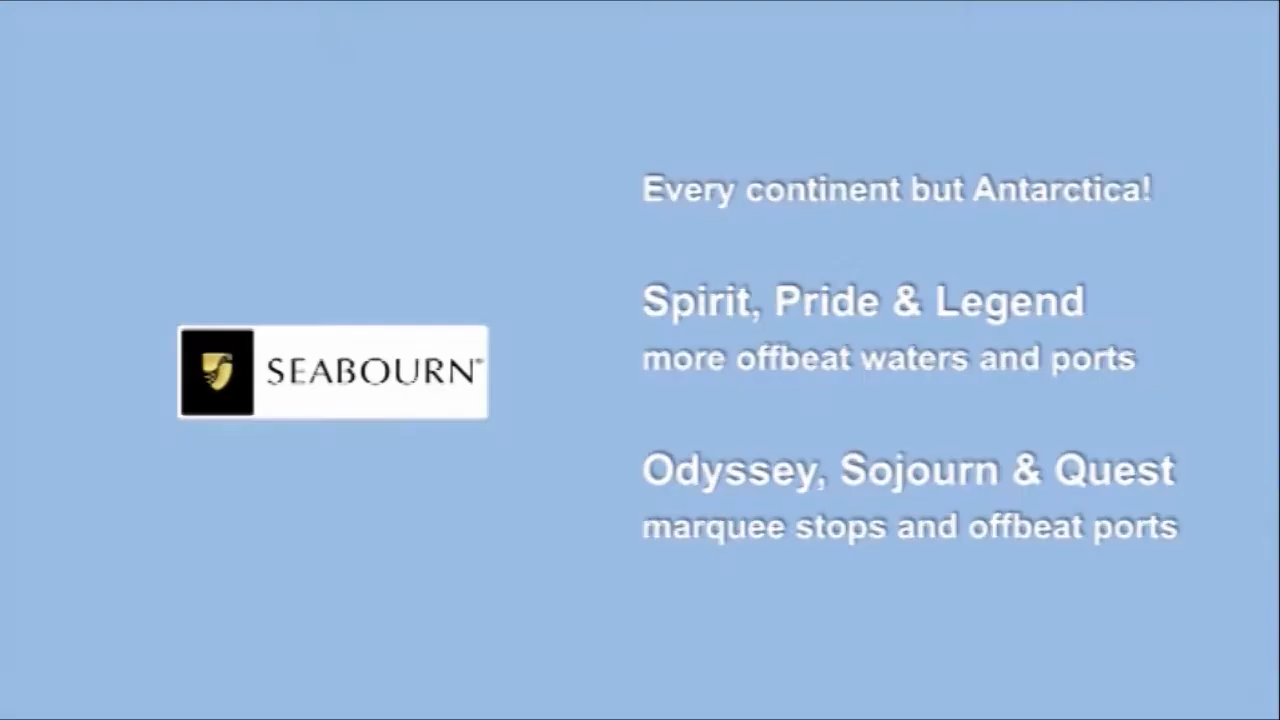 Every continent but Antarctica!
Spirit, Pride & Legend
more offbeat waters and ports
SEABOURN®
Odyssey, Sojourn & Quest
marquee stops and offbeat ports